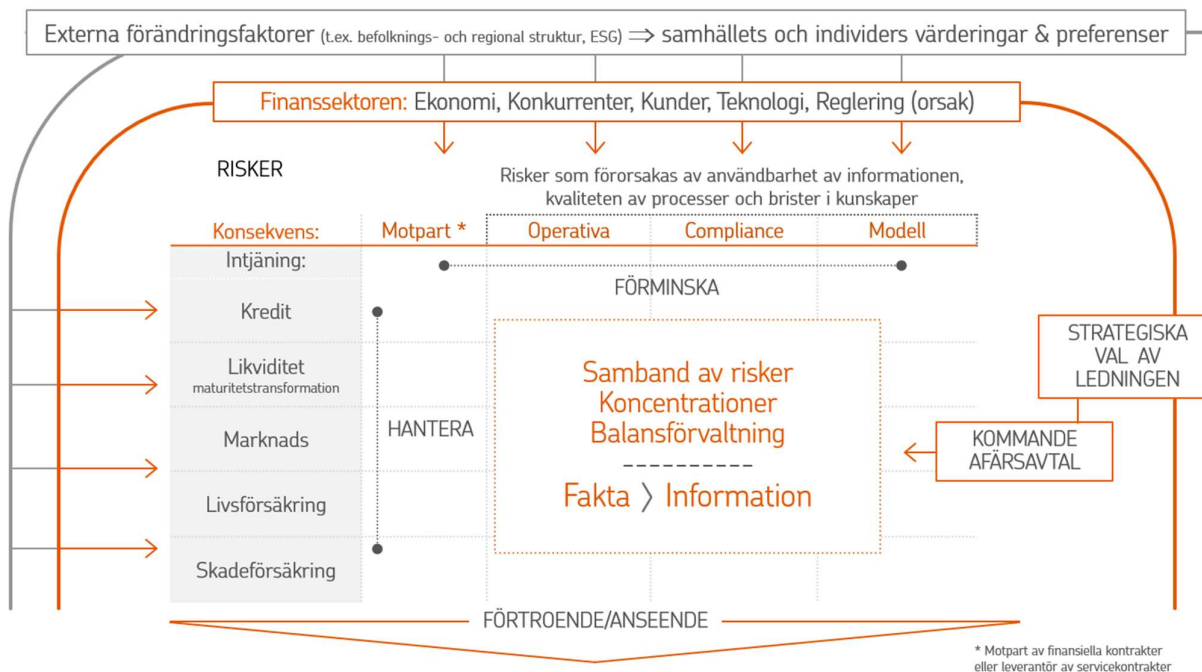 Externa förändringsfaktorer (t.ex. befolknings- och regional struktur, ESG) ⟹ samhällets och individers värderingar & preferenser
Finanssektoren: Ekonomi, Konkurrenter, Kunder, Teknologi, Reglering (orsak)
RISKER
Risker som förorsakas av användbarhet av informationen,
kvaliteten av processer och brister i kunskaper
Konsekvens: Motpart * Operativa Compliance Modell
Intjäning:
FÖRMINSKA
Kredit
Likviditet
maturitetstransformation
Marknads
Livsförsäkring
Skadeförsäkring
HANTERA
Samband av risker
Koncentrationer
Balansförvaltning
Fakta 〉 Information
STRATEGISKA
VAL AV
LEDNINGEN
KOMMANDE
AFÄRSAVTAL
FÖRTROENDE/ANSEENDE
* Motpart av finansiella kontrakter
eller leverantör av servicekontrakter